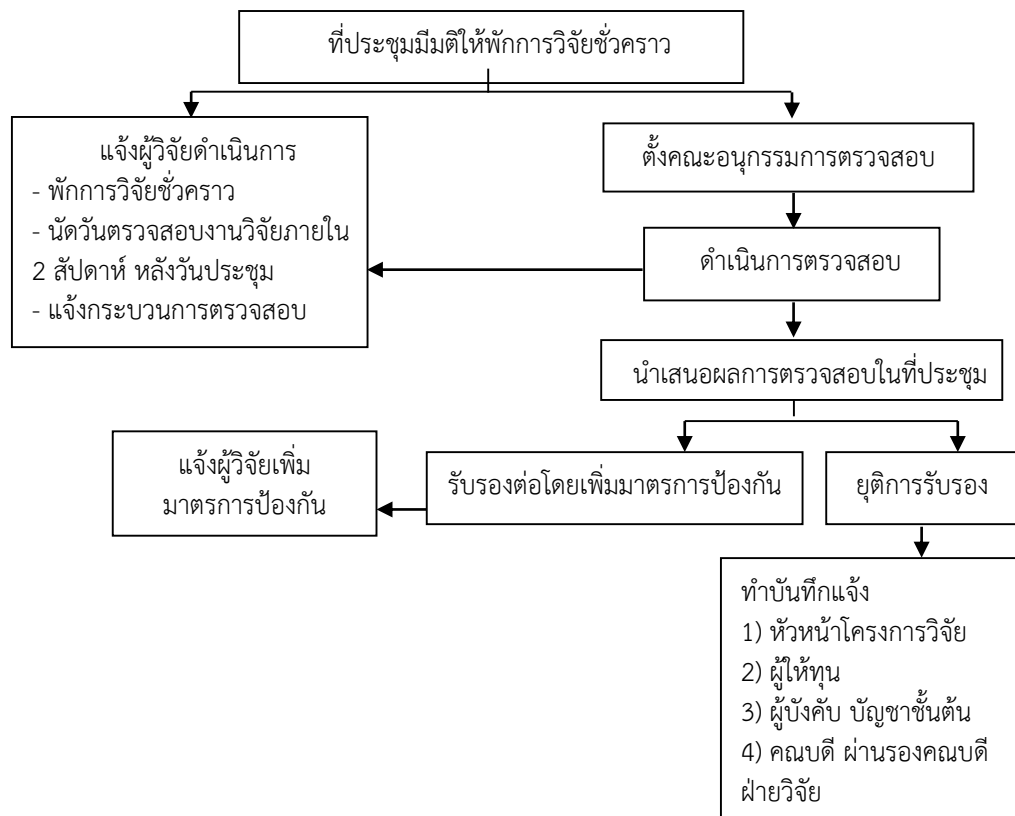 ที่ประชุมมีมติให้พักการวิจัยชั่วคราว
แจ้งผู้วิจัยดำเนินการ
- พักการวิจัยชั่วคราว
- นัดวันตรวจสอบงานวิจัยภายใน
2 สัปดาห์ หลังวันประชุม
- แจ้งกระบวนการตรวจสอบ
ตั้งคณะอนุกรรมการตรวจสอบ
ดำเนินการตรวจสอบ
นำเสนอผลการตรวจสอบในที่ประชุม
แจ้งผู้วิจัยเพิ่ม
มาตรการป้องกัน
รับรองต่อโดยเพิ่มมาตรการป้องกัน
ยุติการรับรอง
ทำบันทึกแจ้ง
1) หัวหน้าโครงการวิจัย
2) ผู้ให้ทุน
3) ผู้บังคับ บัญชาชั้นต้น
4) คณบดี ผ่านรองคณบดี
ฝ่ายวิจัย